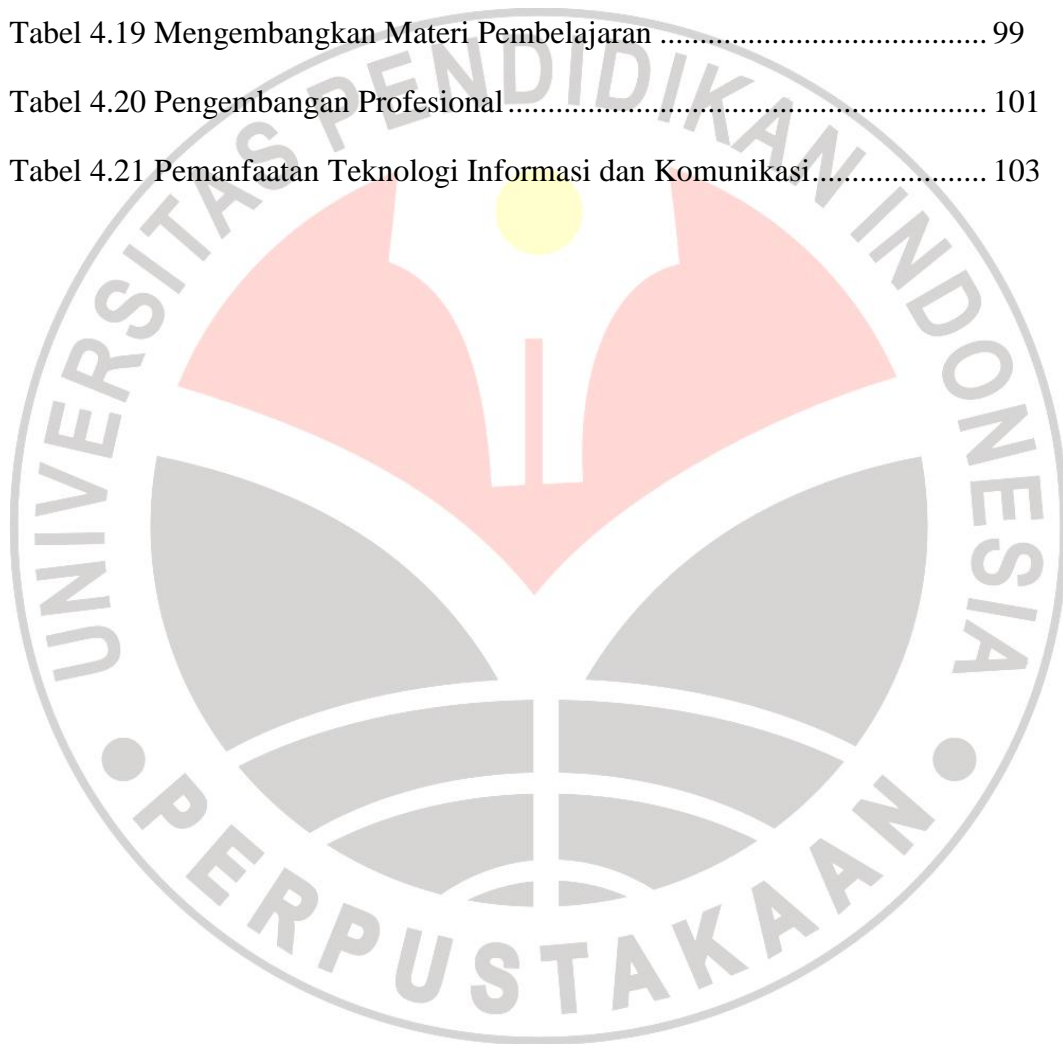 Tabel 4.19 Mengembangkan Materi Pembelajaran .................................. 99
Tabel 4.20 Pengembangan Profesional.................................................. 101
Tabel 4.21 Pemanfaatan Teknologi Informasi dan Komunikasi..................... 103
UNIVERSITAS PENDIDIKAN INDONESIA
PERPUSTAKAAN